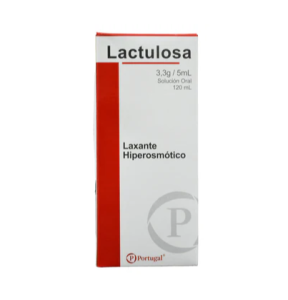 Lactulosa
3,3g / 5mL
Solución Oral
120 mL
Laxante
Hiperosmótico
P
P Portugal